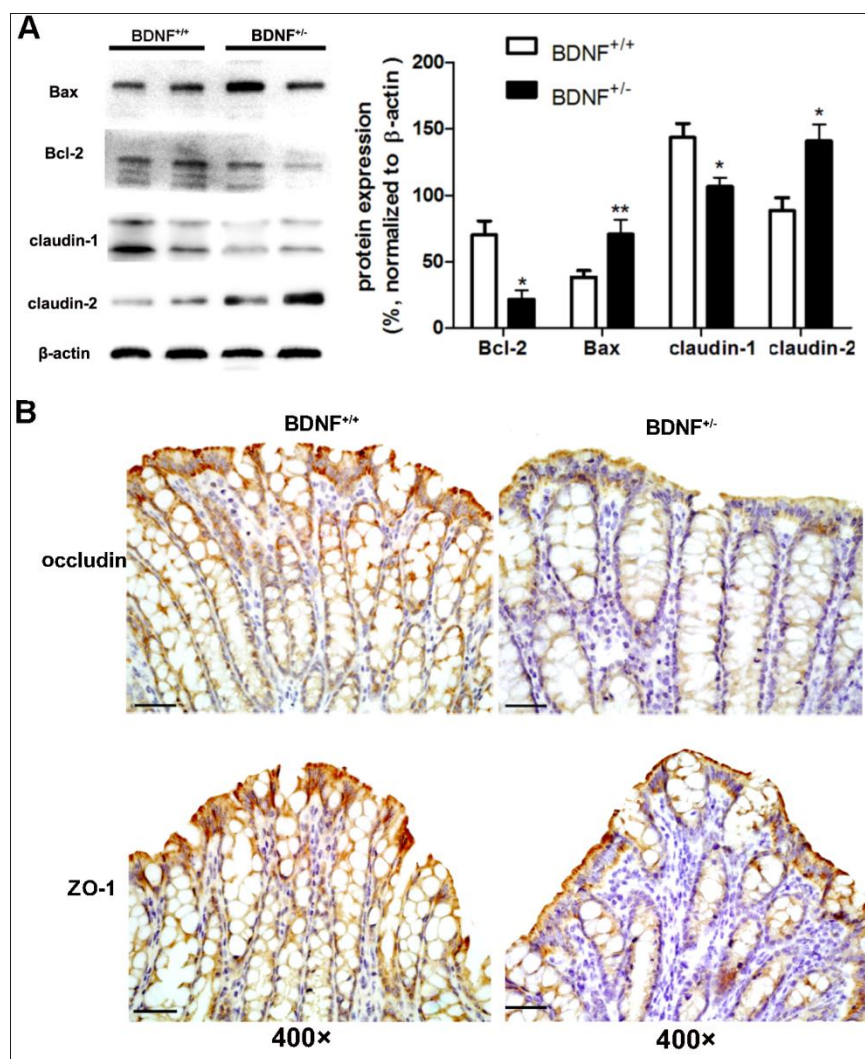 A
BDNF+/+ BDNF+/-
Bax
Bcl-2
claudin-1
claudin-2
β-actin
protein expression
(%, normalized to β-actin )
200
150
100
50
0
BDNF+/+
BDNF+/-
*
**
*
*
Bcl-2 Bax claudin-1 claudin-2
B
BDNF+/+ BDNF+/-
occludin
ZO-1
400× 400×